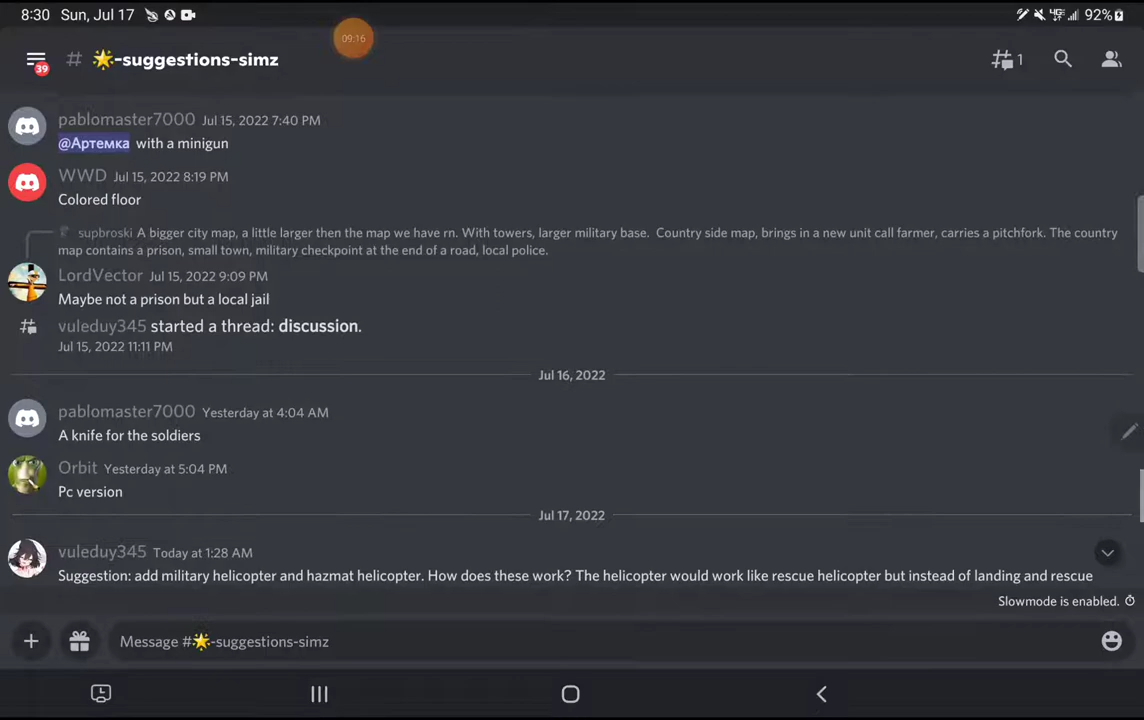 8:30 Sun, Jul 17 92%
09:16
39 # 🌟-suggestions-simz 1
pablomaster7000 Jul 15, 2022 7:40 PM
@Артемка with a minigun
WWD Jul 15, 2022 8:19 PM
Colored floor
supbroski A bigger city map, a little larger then the map we have rn. With towers, larger military base. Country side map, brings in a new unit call farmer, carries a pitchfork. The country
map contains a prison, small town, military checkpoint at the end of a road, local police.
LordVector Jul 15, 2022 9:09 PM
Maybe not a prison but a local jail
vuleduy345 started a thread: discussion.
Jul 15, 2022 11:11 PM
Jul 16, 2022
pablomaster7000 Yesterday at 4:04 AM
A knife for the soldiers
Orbit Yesterday at 5:04 PM
Pc version
Jul 17, 2022
vuleduy345 Today at 1:28 AM
Suggestion: add military helicopter and hazmat helicopter. How does these work? The helicopter would work like rescue helicopter but instead of landing and rescue
Slowmode is enabled.
Message #🌟-suggestions-simz